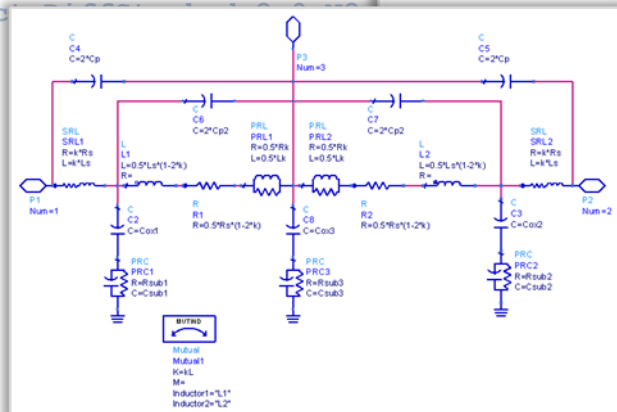 C
C4
C=2*Cp
P3
Num=3
C
C5
C=2*Cp
C
C6
C=2*Cp2
C
C7
C=2*Cp2
SRL
SRL1
R=k*Rs
L=k*Ls
L
L1
L=0.5*Ls*(1-2*k)
R=
PRL
PRL1
R=0.5*Rk
L=0.5*Lk
PRL
PRL2
R=0.5*Rk
L=0.5*Lk
L
L2
L=0.5*Ls*(1-2*k)
R=
SRL
SRL2
R=k*Rs
L=k*Ls
P1
Num=1
R
R1
R=0.5*Rs*(1-2*k)
R
R2
R=0.5*Rs*(1-2*k)
P2
Num=2
C
C2
C=Cox1
C
C8
C=Cox3
C
C3
C=Cox2
PRC
PRC1
R=Rsub1
C=Csub1
PRC
PRC3
R=Rsub3
C=Csub3
PRC
PRC2
R=Rsub2
C=Csub2
MUTIND
Mutual
Mutual1
K=kL
M=
Inductor1="L1"
Inductor2="L2"